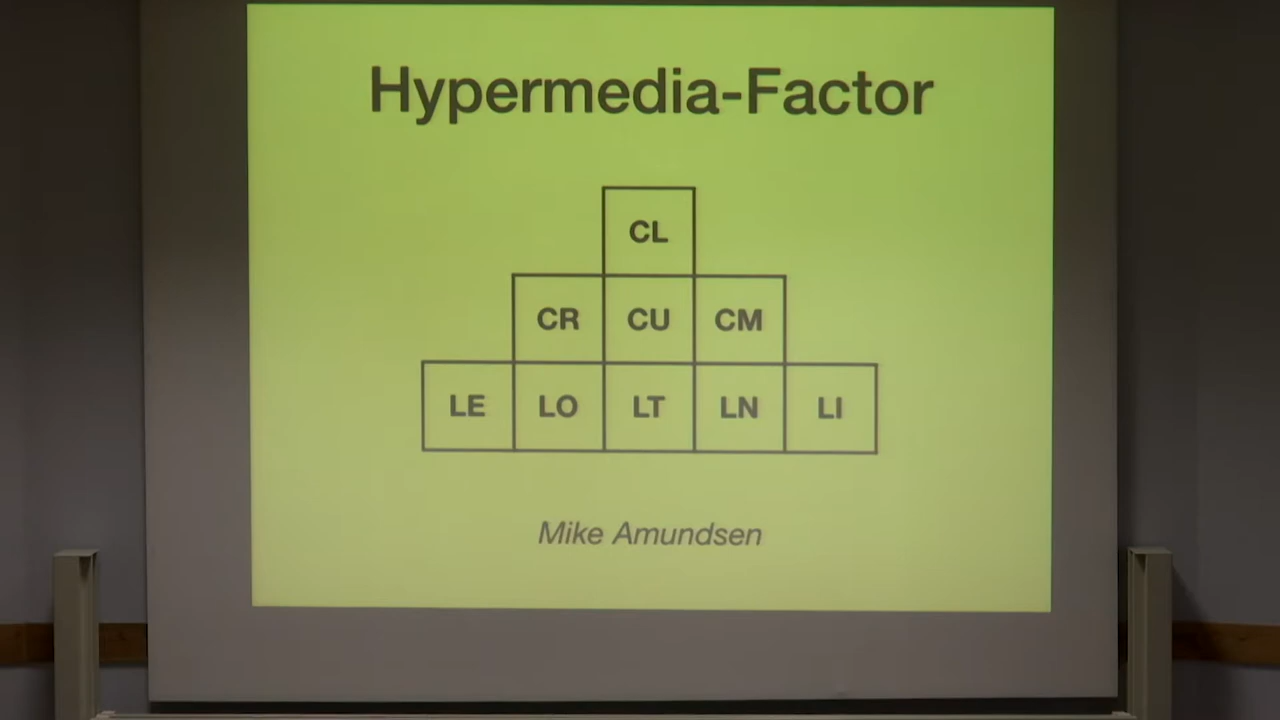 Hypermedia-Factor
CL
CR CU CM
LE LO LT LN LI
Mike Amundsen